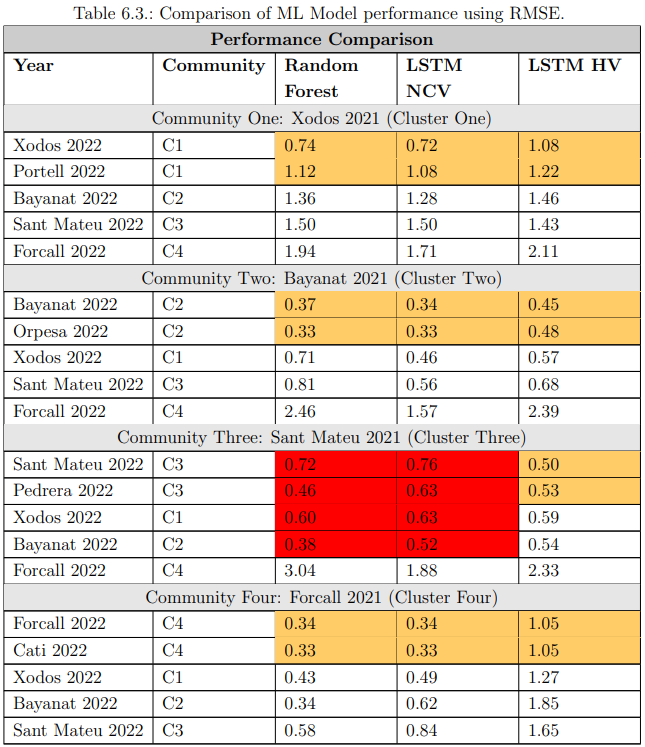 Table 6.3.: Comparison of ML Model performance using RMSE.
Performance Comparison
Year Community Random Forest LSTM NCV LSTM HV
Community One: Xodos 2021 (Cluster One)
Xodos 2022 C1 0.74 0.72 1.08
Portell 2022 C1 1.12 1.08 1.22
Bayanat 2022 C2 1.36 1.28 1.46
Sant Mateu 2022 C3 1.50 1.50 1.43
Forcall 2022 C4 1.94 1.71 2.11
Community Two: Bayanat 2021 (Cluster Two)
Bayanat 2022 C2 0.37 0.34 0.45
Orpesa 2022 C2 0.33 0.33 0.48
Xodos 2022 C1 0.71 0.46 0.57
Sant Mateu 2022 C3 0.81 0.56 0.68
Forcall 2022 C4 2.46 1.57 2.39
Community Three: Sant Mateu 2021 (Cluster Three)
Sant Mateu 2022 C3 0.72 0.76 0.50
Pedrera 2022 C3 0.46 0.63 0.53
Xodos 2022 C1 0.60 0.63 0.59
Bayanat 2022 C2 0.38 0.52 0.54
Forcall 2022 C4 3.04 1.88 2.33
Community Four: Forcall 2021 (Cluster Four)
Forcall 2022 C4 0.34 0.34 1.05
Cati 2022 C4 0.33 0.33 1.05
Xodos 2022 C1 0.43 0.49 1.27
Bayanat 2022 C2 0.34 0.62 1.85
Sant Mateu 2022 C3 0.58 0.84 1.65